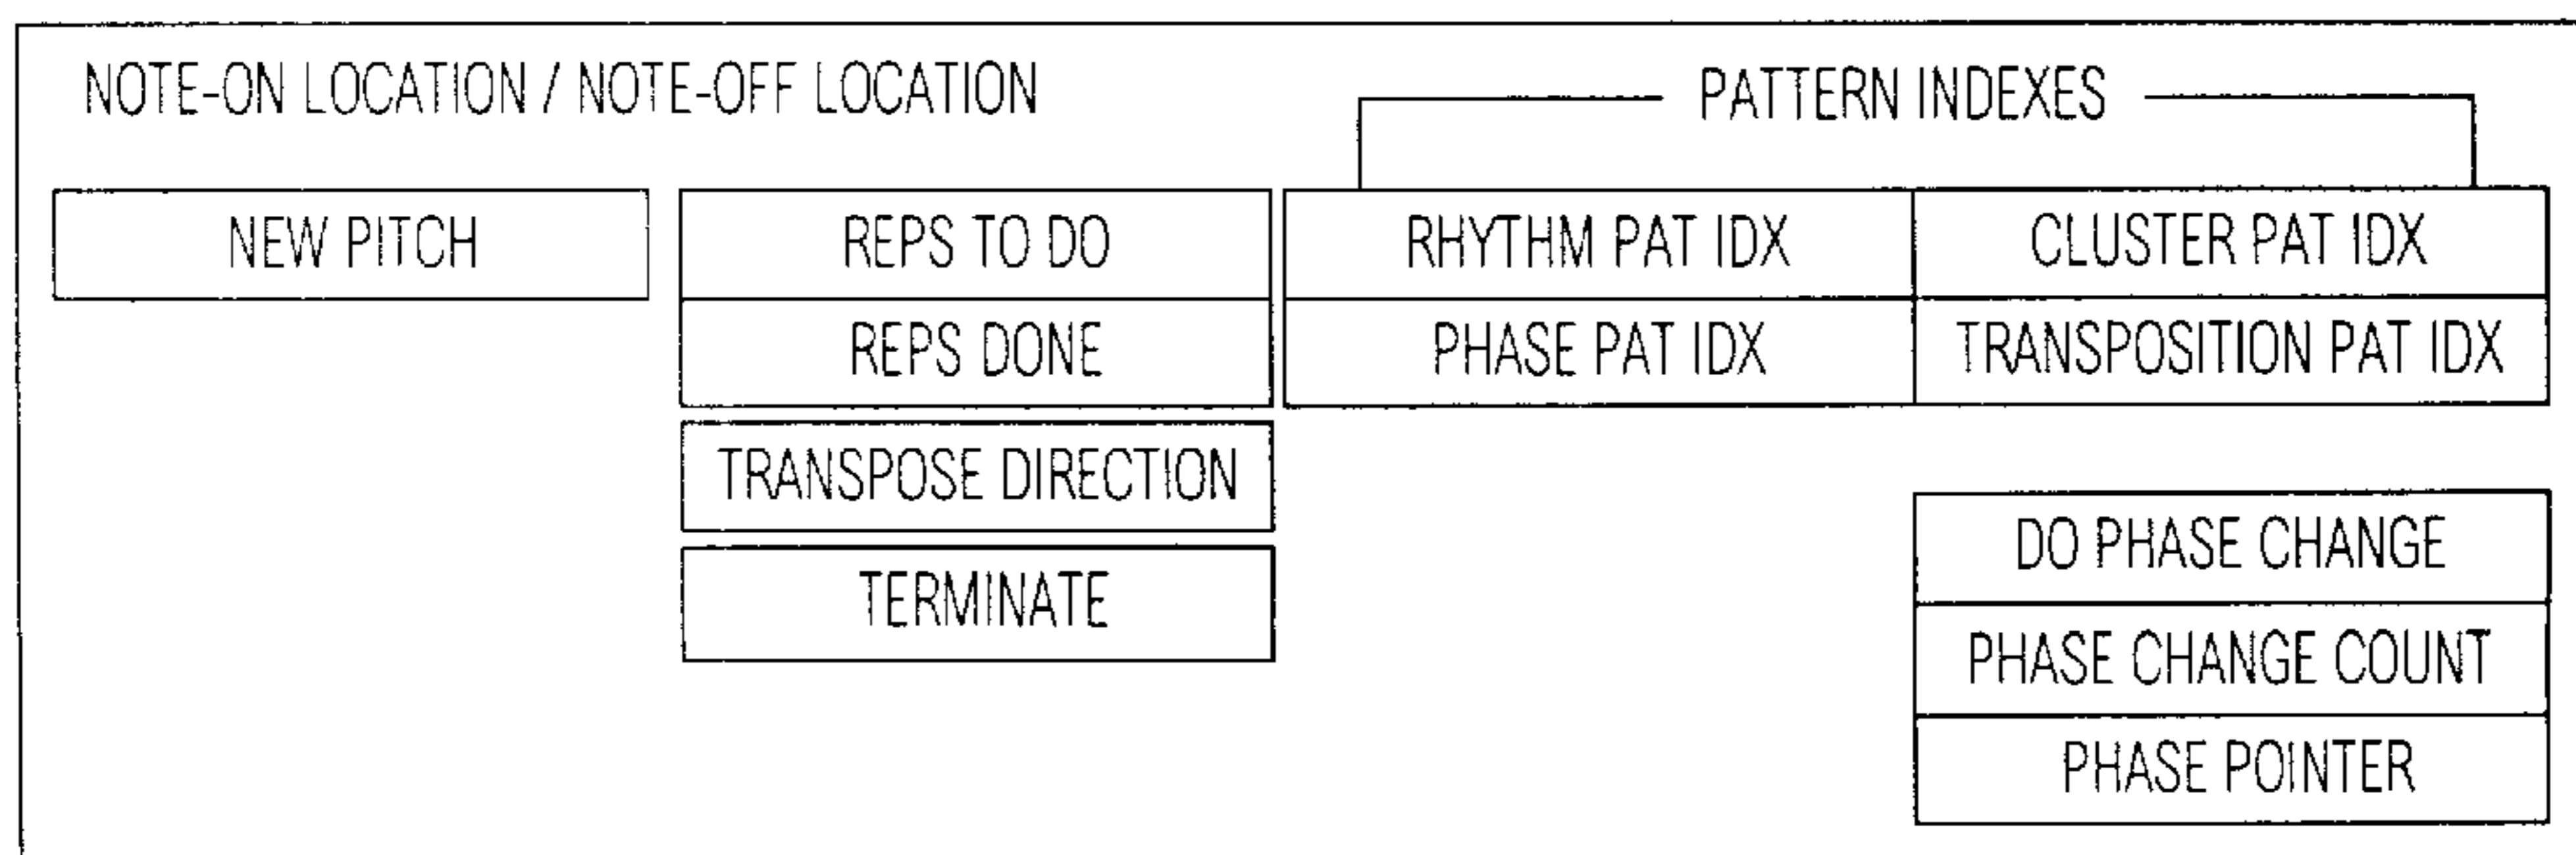 NOTE-ON LOCATION / NOTE-OFF LOCATION
PATTERN INDEXES
NEW PITCH
REPS TO DO
RHYTHM PAT IDX
CLUSTER PAT IDX
REPS DONE
PHASE PAT IDX
TRANSPOSITION PAT IDX
TRANSPOSE DIRECTION
TERMINATE
DO PHASE CHANGE
PHASE CHANGE COUNT
PHASE POINTER